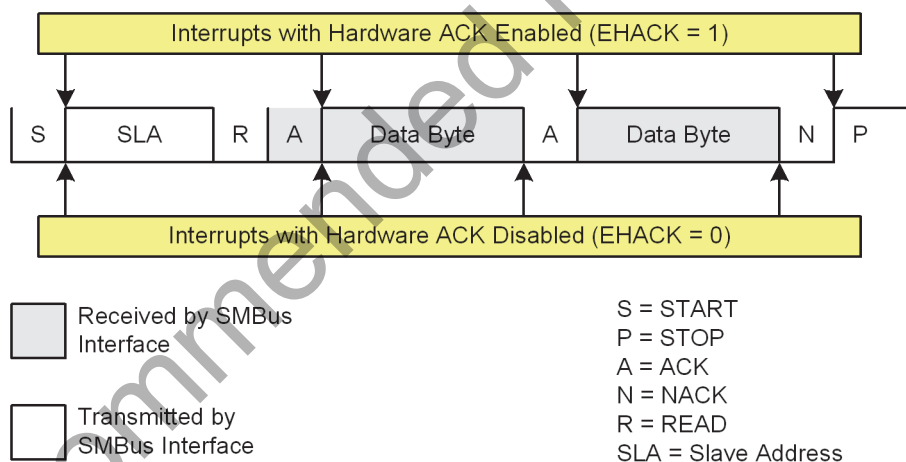 Interrupts with Hardware ACK Enabled (EHACK = 1)
S SLA R A Data Byte A Data Byte N P
Interrupts with Hardware ACK Disabled (EHACK = 0)
Received by SMBus
Interface
Transmitted by
SMBus Interface
S = START
P = STOP
A = ACK
N = NACK
R = READ
SLA = Slave Address